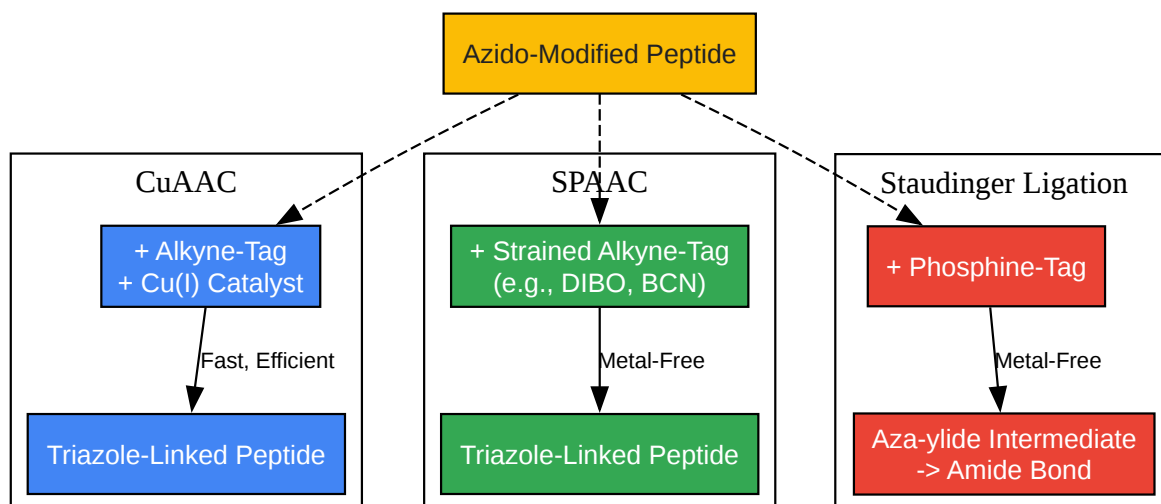 Azido-Modified Peptide
CuAAC
+ Alkyne-Tag
+ Cu(I) Catalyst
Fast, Efficient
Triazole-Linked Peptide
SPAAC
+ Strained Alkyne-Tag
(e.g., DIBO, BCN)
Metal-Free
Triazole-Linked Peptide
Staudinger Ligation
+ Phosphine-Tag
Metal-Free
Aza-ylide Intermediate
-> Amide Bond